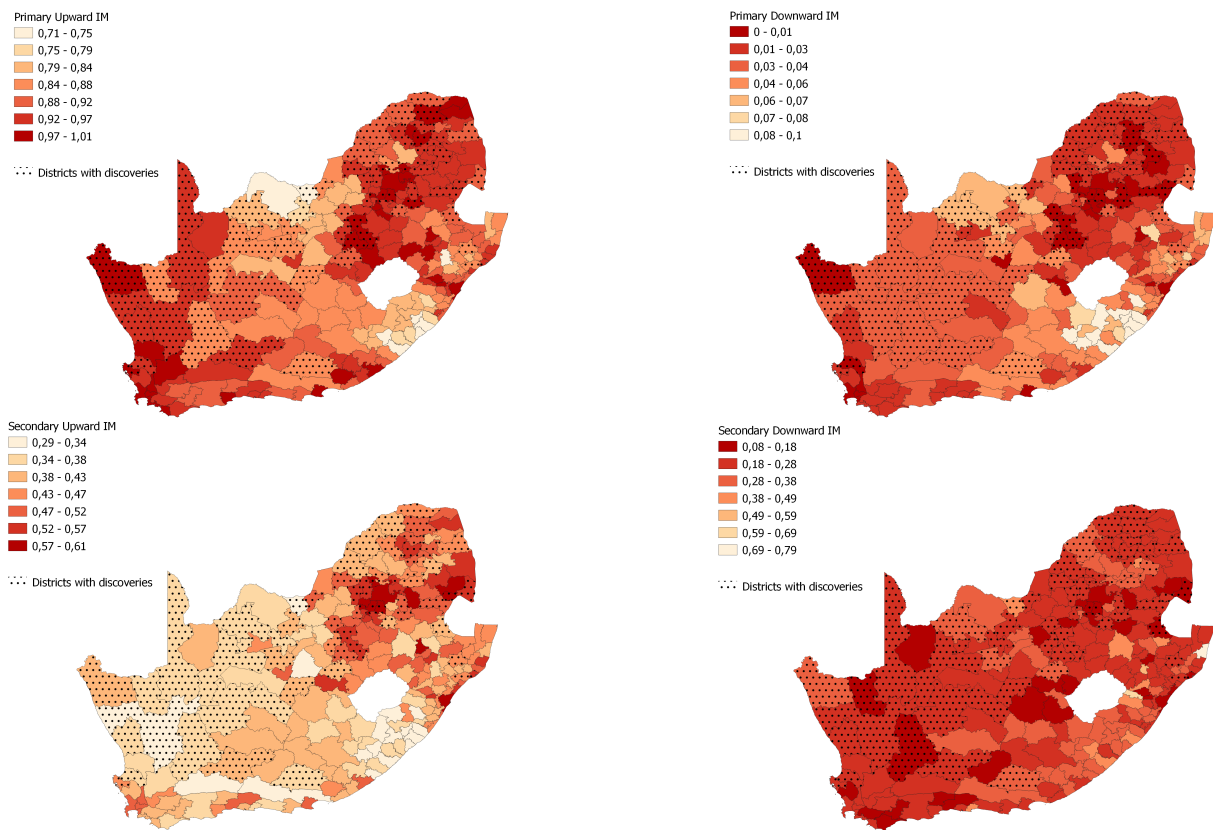 Primary Upward IM
0,71 - 0,75
0,75 - 0,79
0,79 - 0,84
0,84 - 0,88
0,88 - 0,92
0,92 - 0,97
0,97 - 1,01
Districts with discoveries
Primary Downward IM
0 - 0,01
0,01 - 0,03
0,03 - 0,04
0,04 - 0,06
0,06 - 0,07
0,07 - 0,08
0,08 - 0,1
Districts with discoveries
Secondary Upward IM
0,29 - 0,34
0,34 - 0,38
0,38 - 0,43
0,43 - 0,47
0,47 - 0,52
0,52 - 0,57
0,57 - 0,61
Districts with discoveries
Secondary Downward IM
0,08 - 0,18
0,18 - 0,28
0,28 - 0,38
0,38 - 0,49
0,49 - 0,59
0,59 - 0,69
0,69 - 0,79
Districts with discoveries